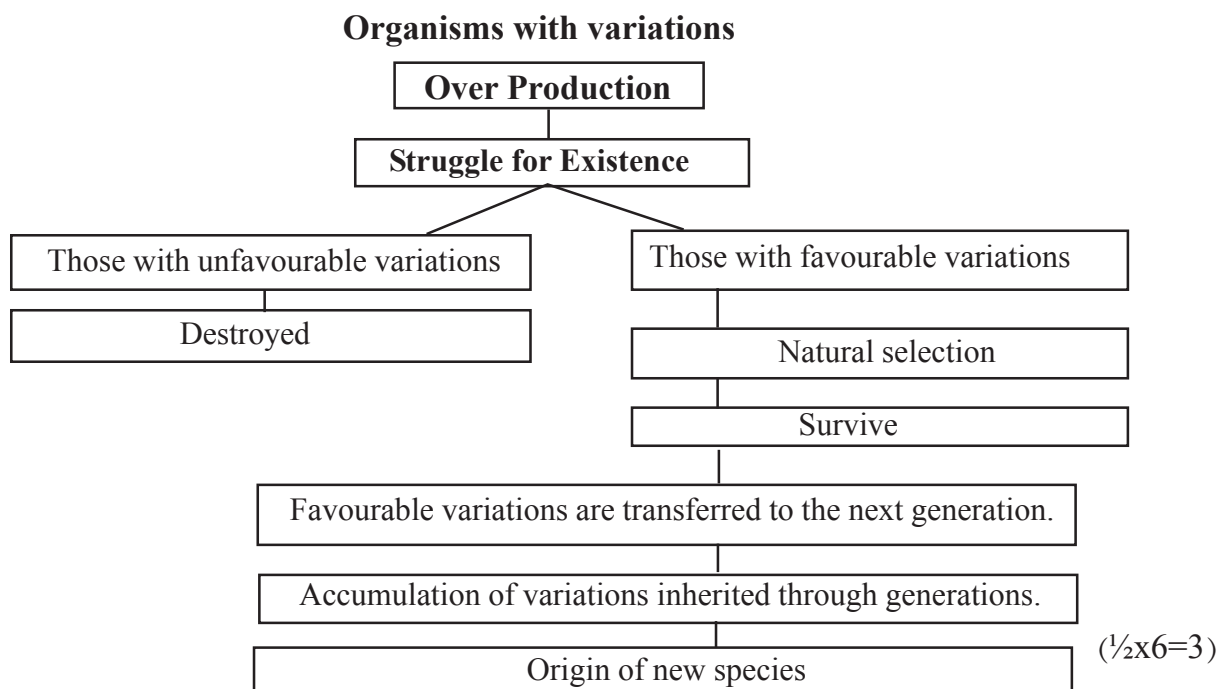 Organisms with variations
Over Production
Struggle for Existence
Those with unfavourable variations
Those with favourable variations
Destroyed
Natural selection
Survive
Favourable variations are transferred to the next generation.
Accumulation of variations inherited through generations.
(½x6=3)
Origin of new species